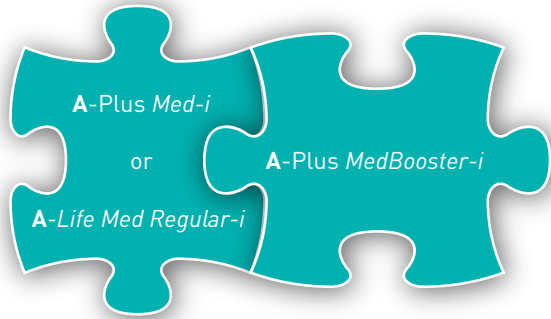 A-Plus Med-i
or
A-Life Med Regular-i
A-Plus MedBooster-i